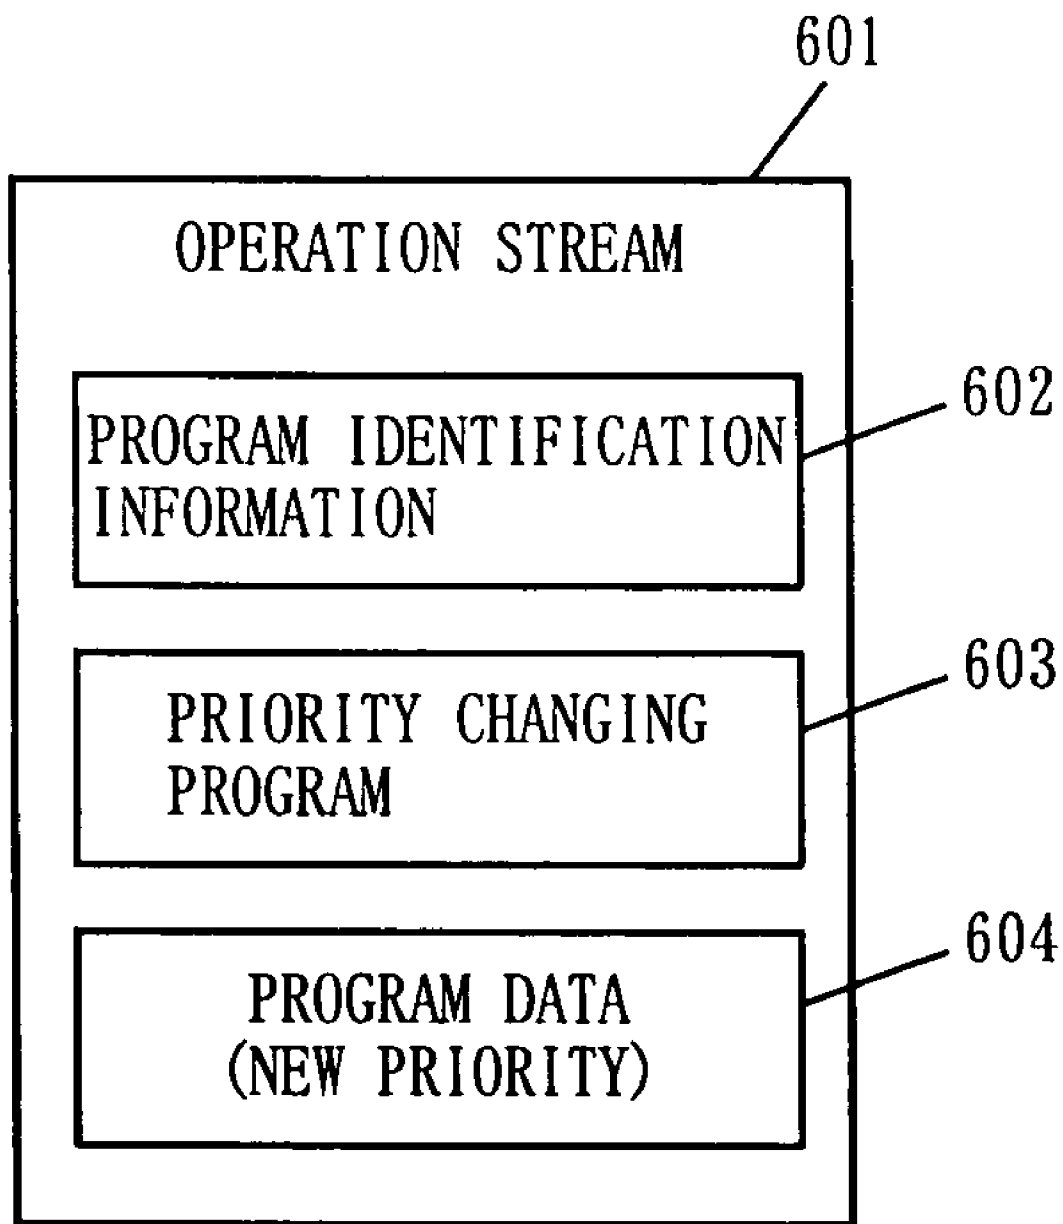 601
OPERATION STREAM
602
PROGRAM IDENTIFICATION
INFORMATION
603
PRIORITY CHANGING
PROGRAM
604
PROGRAM DATA
(NEW PRIORITY)